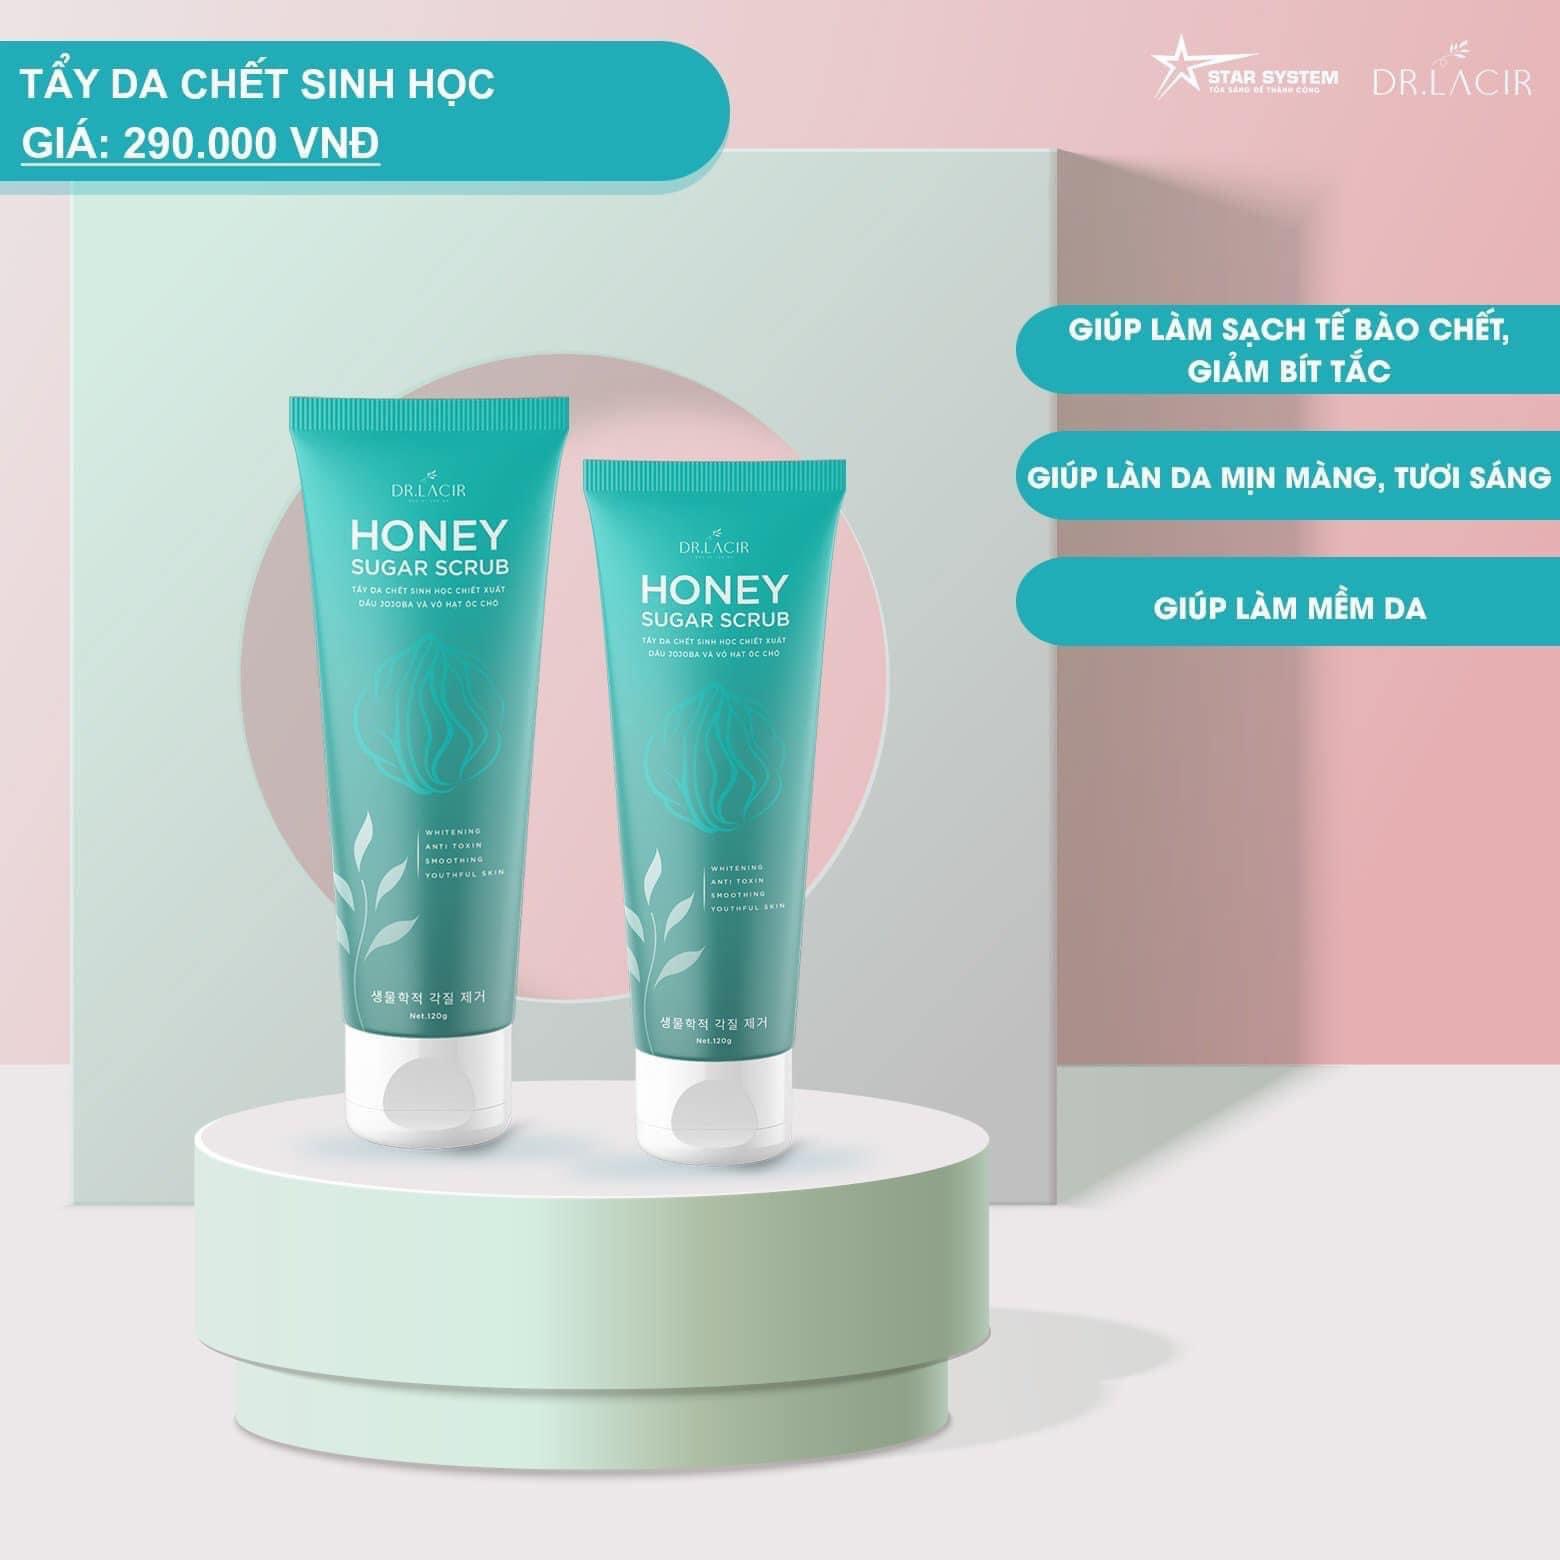 TẨY DA CHẾT SINH HỌC
GIÁ: 290.000 VNĐ
STAR SYSTEM
TỎA SÁNG ĐỂ THÀNH CÔNG
DR.LACIR
GIÚP LÀM SẠCH TẾ BÀO CHẾT,
GIẢM BÍT TẮC
GIÚP LÀN DA MỊN MÀNG, TƯƠI SÁNG
GIÚP LÀM MỀM DA
DR.LACIR
HONEY
SUGAR SCRUB
TẨY DA CHẾT SINH HỌC CHIẾT XUẤT
DẦU JOJOBA VÀ VỎ HẠT ÓC CHÓ
WHITENING
ANTI TOXIN
SMOOTHING
YOUTHFUL SKIN
생물학적 각질 제거
Net.120g
DR.LACIR
HONEY
SUGAR SCRUB
TẨY DA CHẾT SINH HỌC CHIẾT XUẤT
DẦU JOJOBA VÀ VỎ HẠT ÓC CHÓ
WHITENING
ANTI TOXIN
SMOOTHING
YOUTHFUL SKIN
생물학적 각질 제거
Net.120g